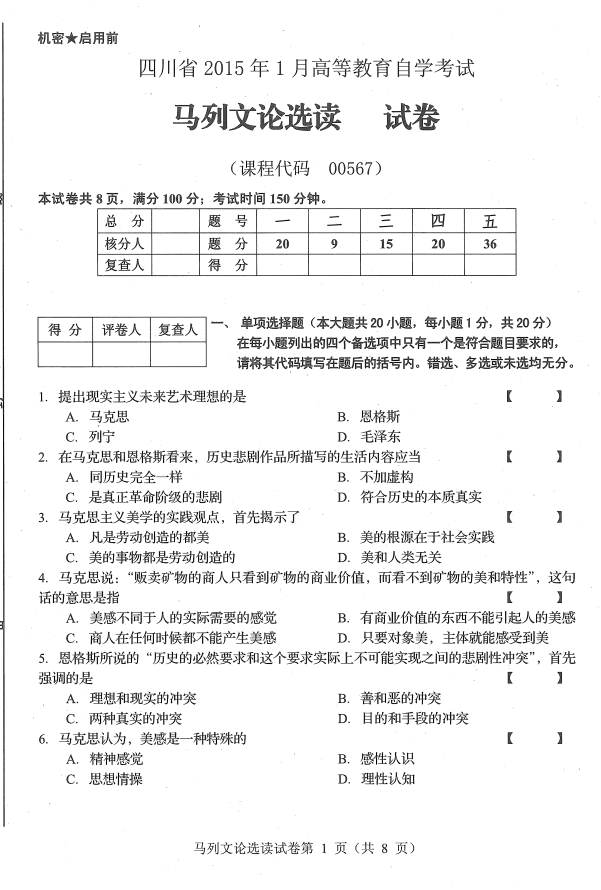 机密★启用前
四川省 2015 年 1 月高等教育自学考试
马列文论选读 试卷
（课程代码 00567）
本试卷共 8 页，满分 100 分；考试时间 150 分钟。
总 分 题 号 一 二 三 四 五
核分人 题 分 20 9 15 20 36
复查人 得 分
得 分 评卷人 复查人
一、 单项选择题（本大题共 20 小题，每小题 1 分，共 20 分）
在每小题列出的四个备选项中只有一个是符合题目要求的，
请将其代码填写在题后的括号内。错选、多选或未选均无分。
1. 提出现实主义未来艺术理想的是 【 】
A. 马克思 B. 恩格斯
C. 列宁 D. 毛泽东
2. 在马克思和恩格斯看来，历史悲剧作品所描写的生活内容应当 【 】
A. 同历史完全一样 B. 不加虚构
C. 是真正革命阶级的悲剧 D. 符合历史的本质真实
3. 马克思主义美学的实践观点，首先揭示了 【 】
A. 凡是劳动创造的都美 B. 美的根源在于社会实践
C. 美的事物都是劳动创造的 D. 美和人类无关
4. 马克思说：“贩卖矿物的商人只看到矿物的商业价值，而看不到矿物的美和特性”，这句
话的意思是指 【 】
A. 美感不同于人的实际需要的感觉 B. 有商业价值的东西不能引起人的美感
C. 商人在任何时候都不能产生美感 D. 只要对象美，主体就能感受到美
5. 恩格斯所说的“历史的必然要求和这个要求实际上不可能实现之间的悲剧性冲突”，首先
强调的是 【 】
A. 理想和现实的冲突 B. 善和恶的冲突
C. 两种真实的冲突 D. 目的和手段的冲突
6. 马克思认为，美感是一种特殊的 【 】
A. 精神感觉 B. 感性认识
C. 思想情操 D. 理性认知
马列文论选读试卷第 1 页（共 8 页）